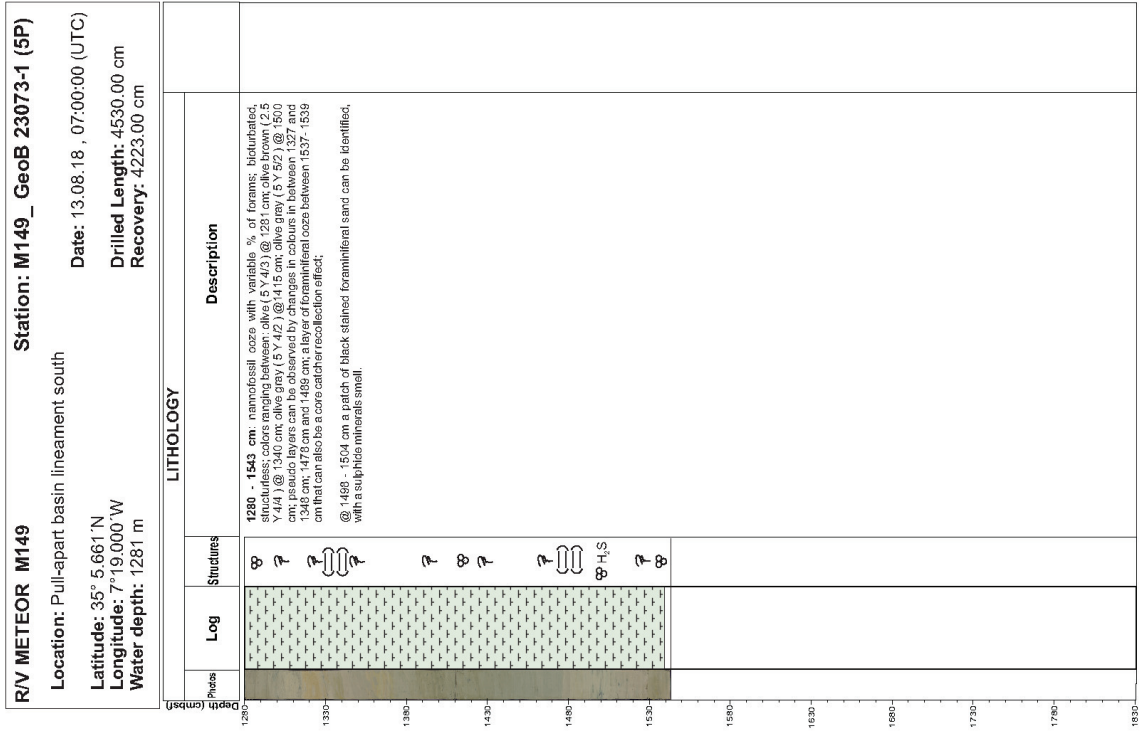 R/V METEOR M149 Station: M149_ GeoB 23073-1 (5P)
Location: Pull-apart basin lineament south
Date: 13.08.18 , 07:00:00 (UTC)
Latitude: 35° 5.661´N
Longitude: 7°19.000´W
Water depth: 1281 m
Drilled Length: 4530.00 cm
Recovery: 4223.00 cm
LITHOLOGY
Depth (cmbsf)
Photos
Log
Structures
Description
1280 - 1543 cm: nannofossil ooze with variable % of forams; bioturbated,
structurless; colors ranging between: olive ( 5 Y 4/3 ) @ 1281 cm; olive brown ( 2.5
Y 4/4 ) @ 1340 cm; olive gray ( 5 Y 4/2 ) @1415 cm; olive gray ( 5 Y 5/2 ) @ 1500
cm; pseudo layers can be observed by changes in colours in between 1327 and
1348 cm; 1478 cm and 1489 cm; a layer of foraminiferal ooze between 1537- 1539
cm that can also be a core catcher recollection effect;
@ 1498 - 1504 cm a patch of black stained foraminiferal sand can be identified,
with a sulphide minerals smell.
H₂S
1280
1330
1380
1430
1480
1530
1580
1630
1680
1730
1780
1830